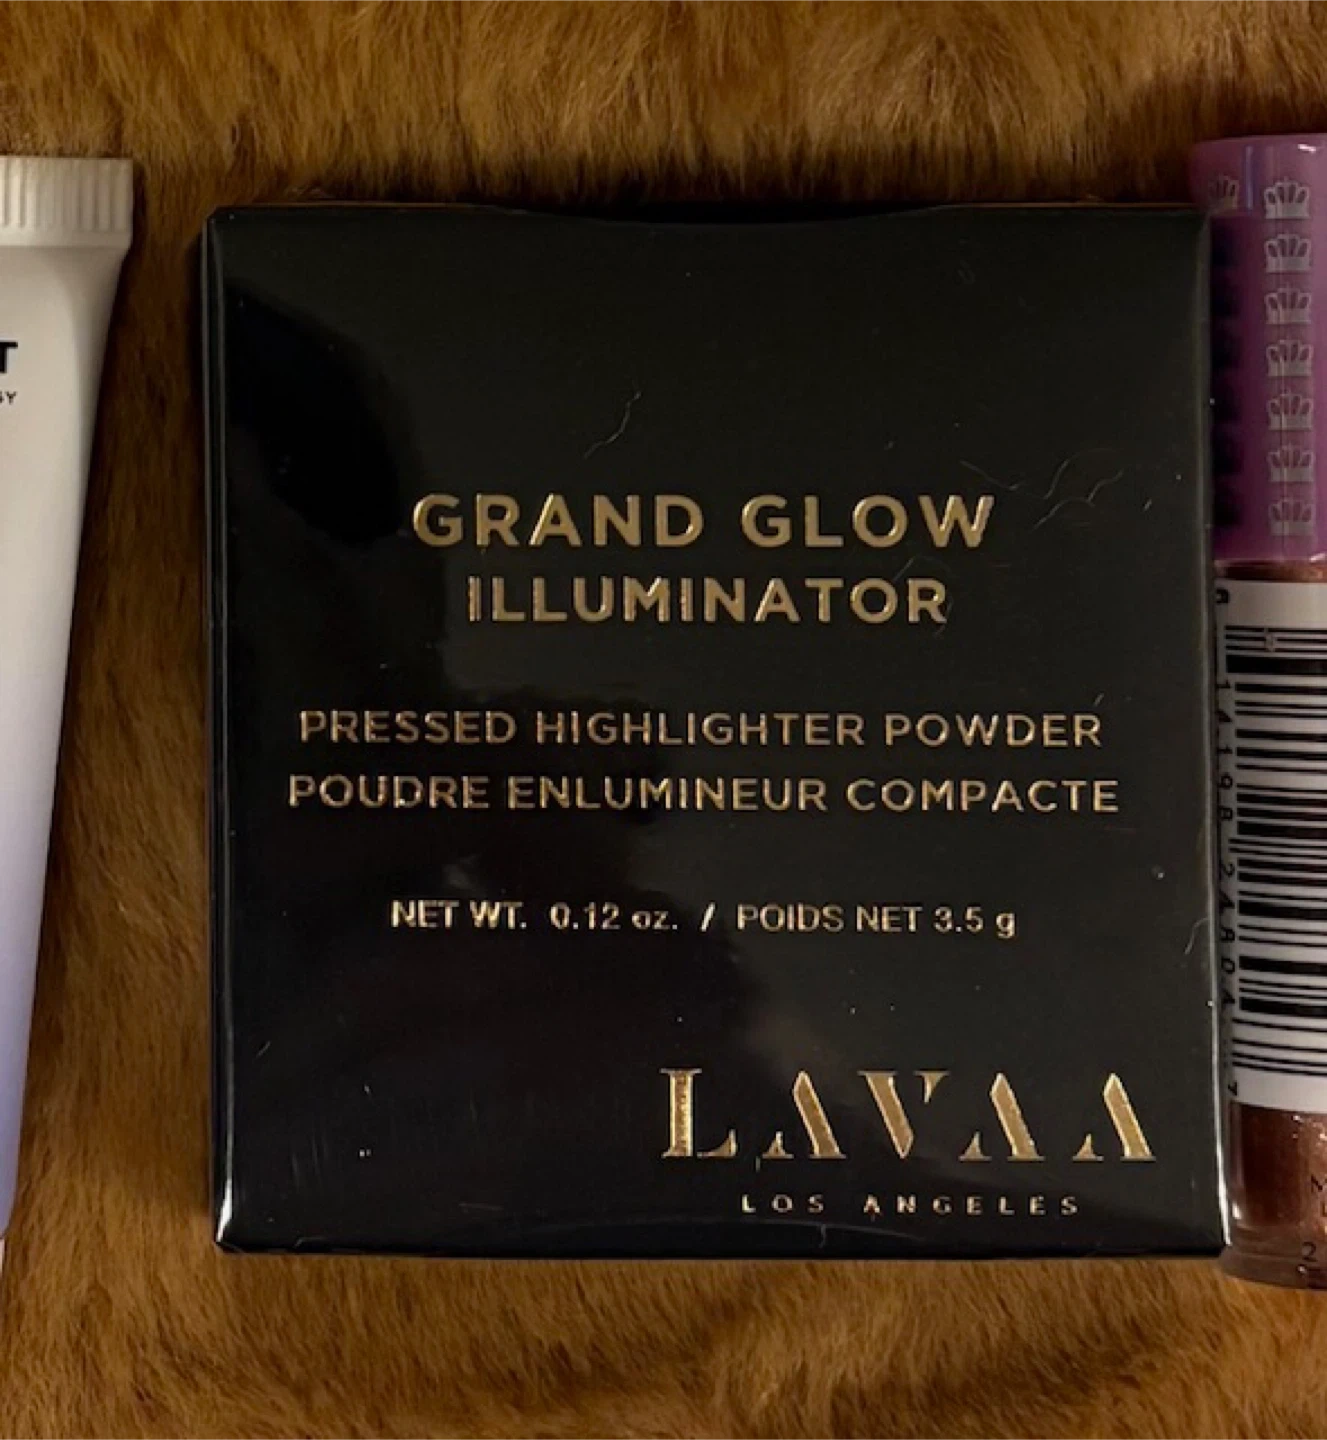 GRAND GLOW
ILLUMINATOR
PRESSED HIGHLIGHTER POWDER
POUDRE ENLUMINEUR COMPACTE
NET WT. 0.12 oz. / POIDS NET 3.5 g
LAVAA
LOS ANGELES